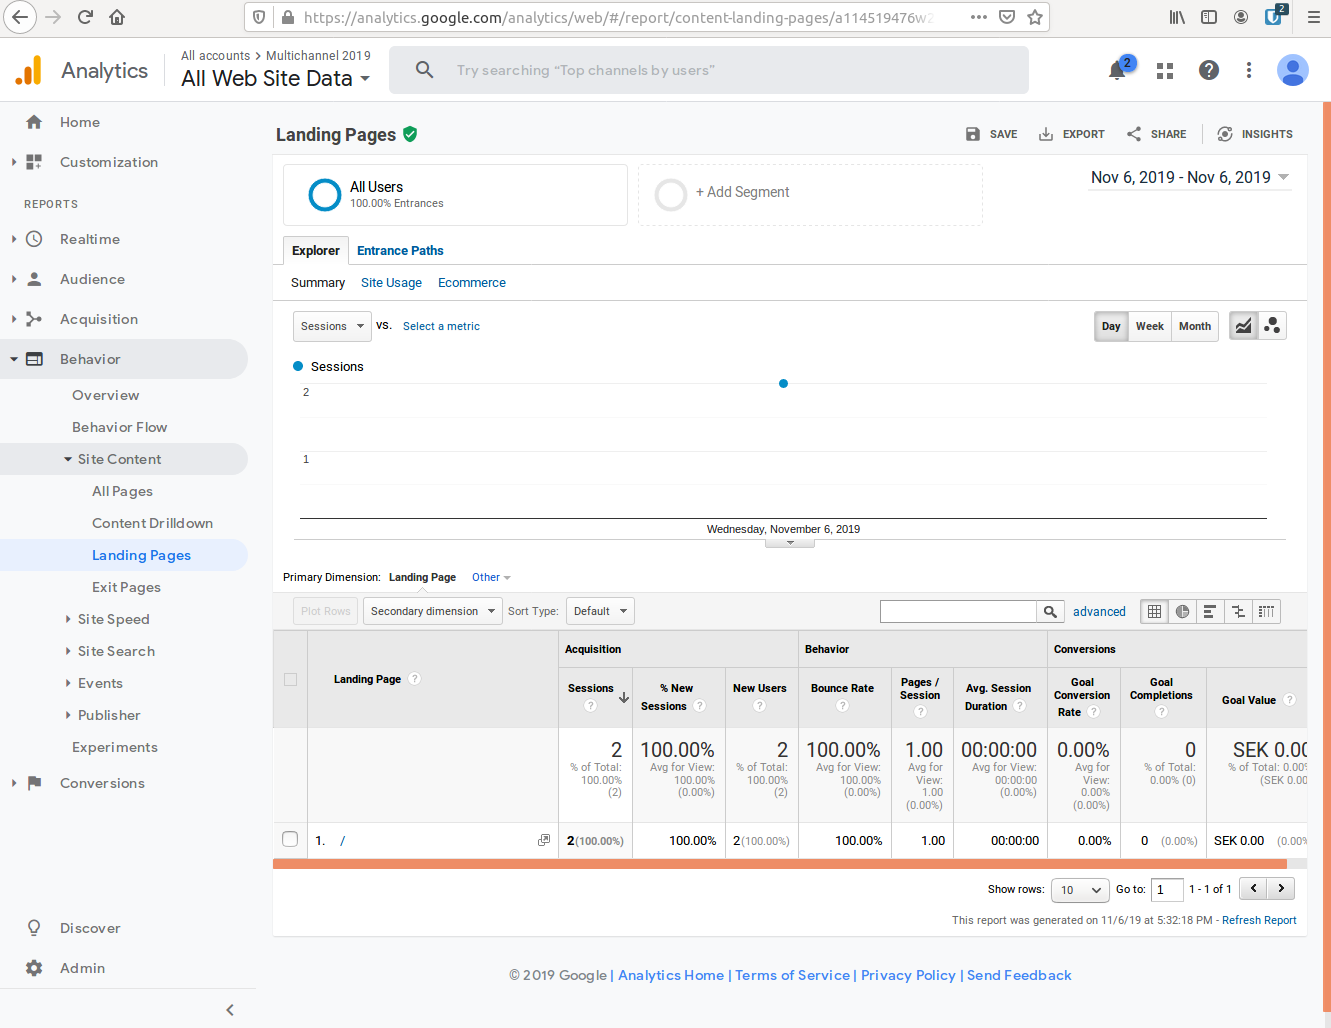 https://analytics.google.com/analytics/web/#/report/content-landing-pages/a114519476w2
2
Analytics
All accounts > Multichannel 2019
All Web Site Data
Try searching “Top channels by users”
2
Home
Customization
REPORTS
Realtime
Audience
Acquisition
Behavior
Overview
Behavior Flow
Site Content
All Pages
Content Drilldown
Landing Pages
Exit Pages
Site Speed
Site Search
Events
Publisher
Experiments
Conversions
Discover
Admin
Landing Pages
SAVE EXPORT SHARE INSIGHTS
All Users
100.00% Entrances
+ Add Segment
Nov 6, 2019 - Nov 6, 2019
Explorer Entrance Paths
Summary Site Usage Ecommerce
Sessions VS. Select a metric
Day Week Month
Sessions
2
1
Wednesday, November 6, 2019
Primary Dimension: Landing Page Other
Plot Rows Secondary dimension Sort Type: Default advanced
Acquisition Behavior Conversions
Landing Page ?
Sessions ?
% New Sessions ?
New Users ?
Bounce Rate ?
Pages / Session ?
Avg. Session Duration ?
Goal Conversion Rate ?
Goal Completions ?
Goal Value ?
2
% of Total: 100.00% (2)
100.00%
Avg for View: 100.00% (0.00%)
2
% of Total: 100.00% (2)
100.00%
Avg for View: 100.00% (0.00%)
1.00
Avg for View: 1.00 (0.00%)
00:00:00
Avg for View: 00:00:00 (0.00%)
0.00%
Avg for View: 0.00% (0.00%)
0
% of Total: 0.00% (0)
SEK 0.00
% of Total: 0.00% (SEK 0.00
1. / 2(100.00%) 100.00% 2(100.00%) 100.00% 1.00 00:00:00 0.00% 0 (0.00%) SEK 0.00 (0.00%
Show rows: 10 Go to: 1 1 - 1 of 1
This report was generated on 11/6/19 at 5:32:18 PM - Refresh Report
© 2019 Google | Analytics Home | Terms of Service | Privacy Policy | Send Feedback